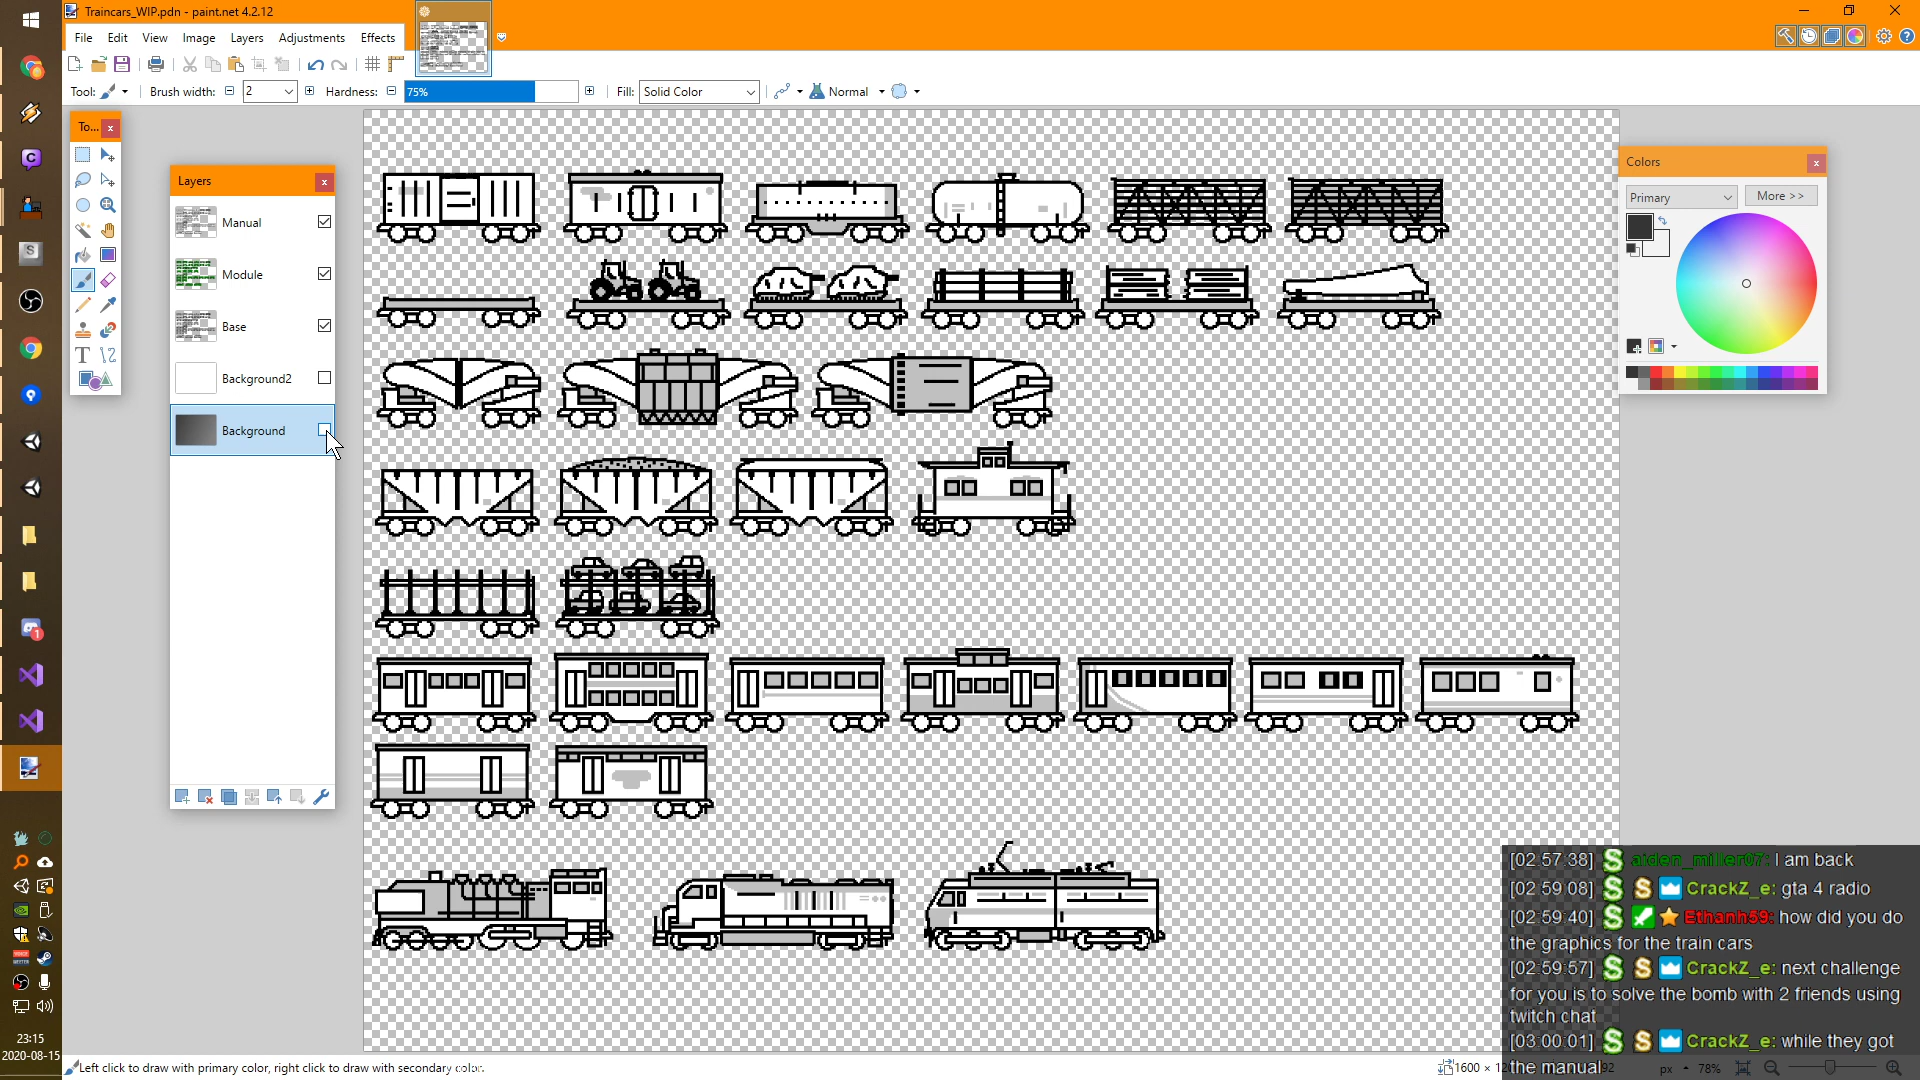 Traincars_WIP.pdn - paint.net 4.2.12
File Edit View Image Layers Adjustments Effects
Tool: Brush width: 2 Hardness: 75% Fill: Solid Color Normal
To...
Layers
Manual
Module
Base
Background2
Background
Colors
Primary More >>
[02:57:38] aiden_miller07: I am back
[02:59:08] CrackZ_e: gta 4 radio
[02:59:40] Ethanh59: how did you do
the graphics for the train cars
[02:59:57] CrackZ_e: next challenge
for you is to solve the bomb with 2 friends using
twitch chat
[03:00:01] CrackZ_e: while they got
the manual
23:15
2020-08-15
Left click to draw with primary color, right click to draw with secondary color.
1600 × px 78%